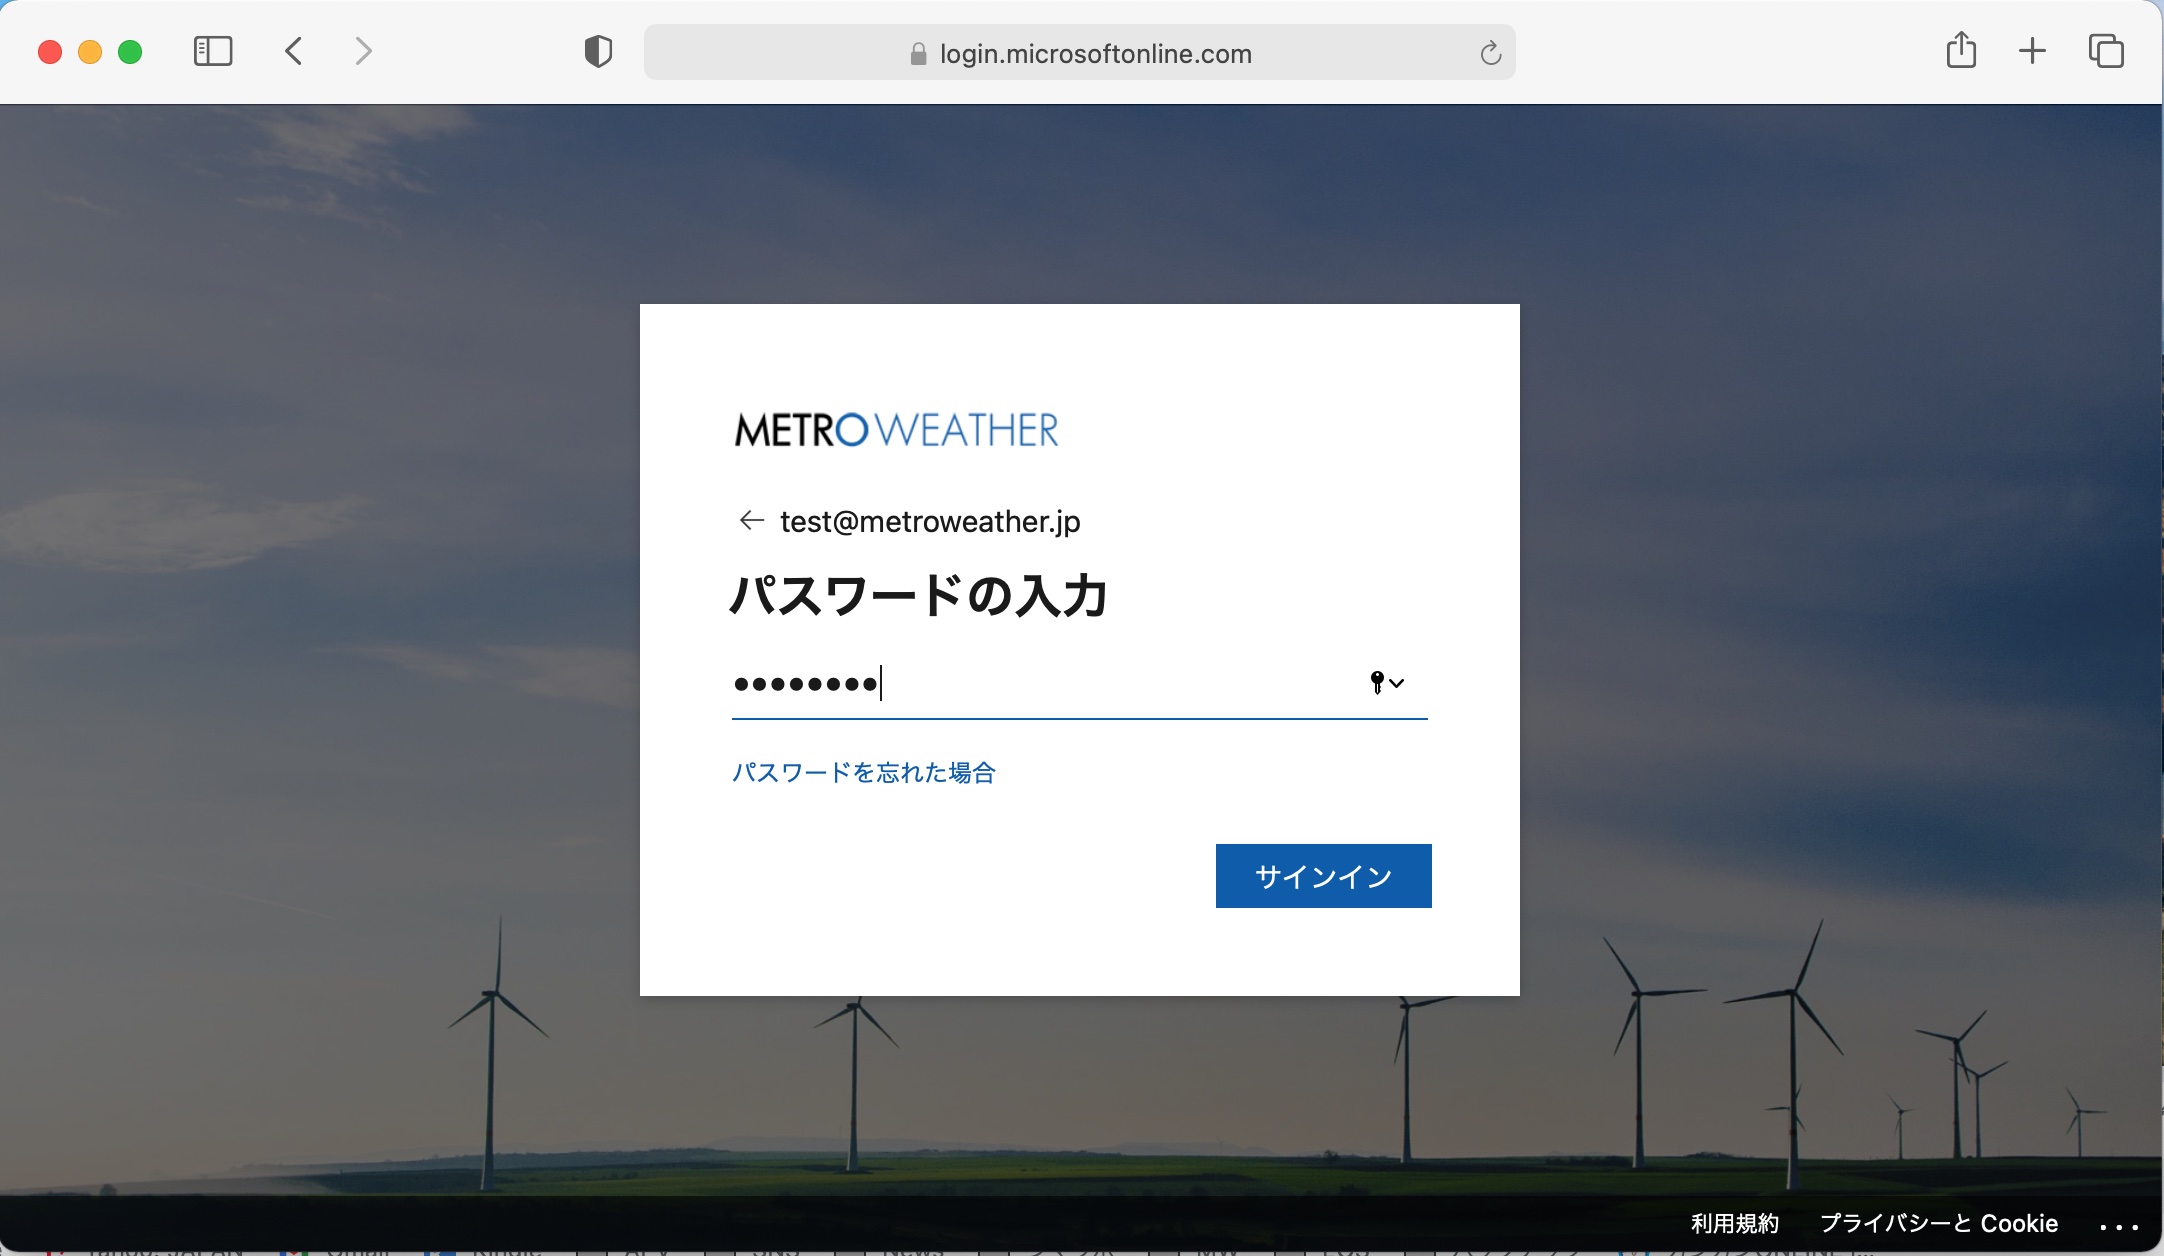 login.microsoftonline.com
METROWEATHER
← test@metroweather.jp
パスワードの入力
••••••••
パスワードを忘れた場合
サインイン
利用規約 プライバシーと Cookie ...